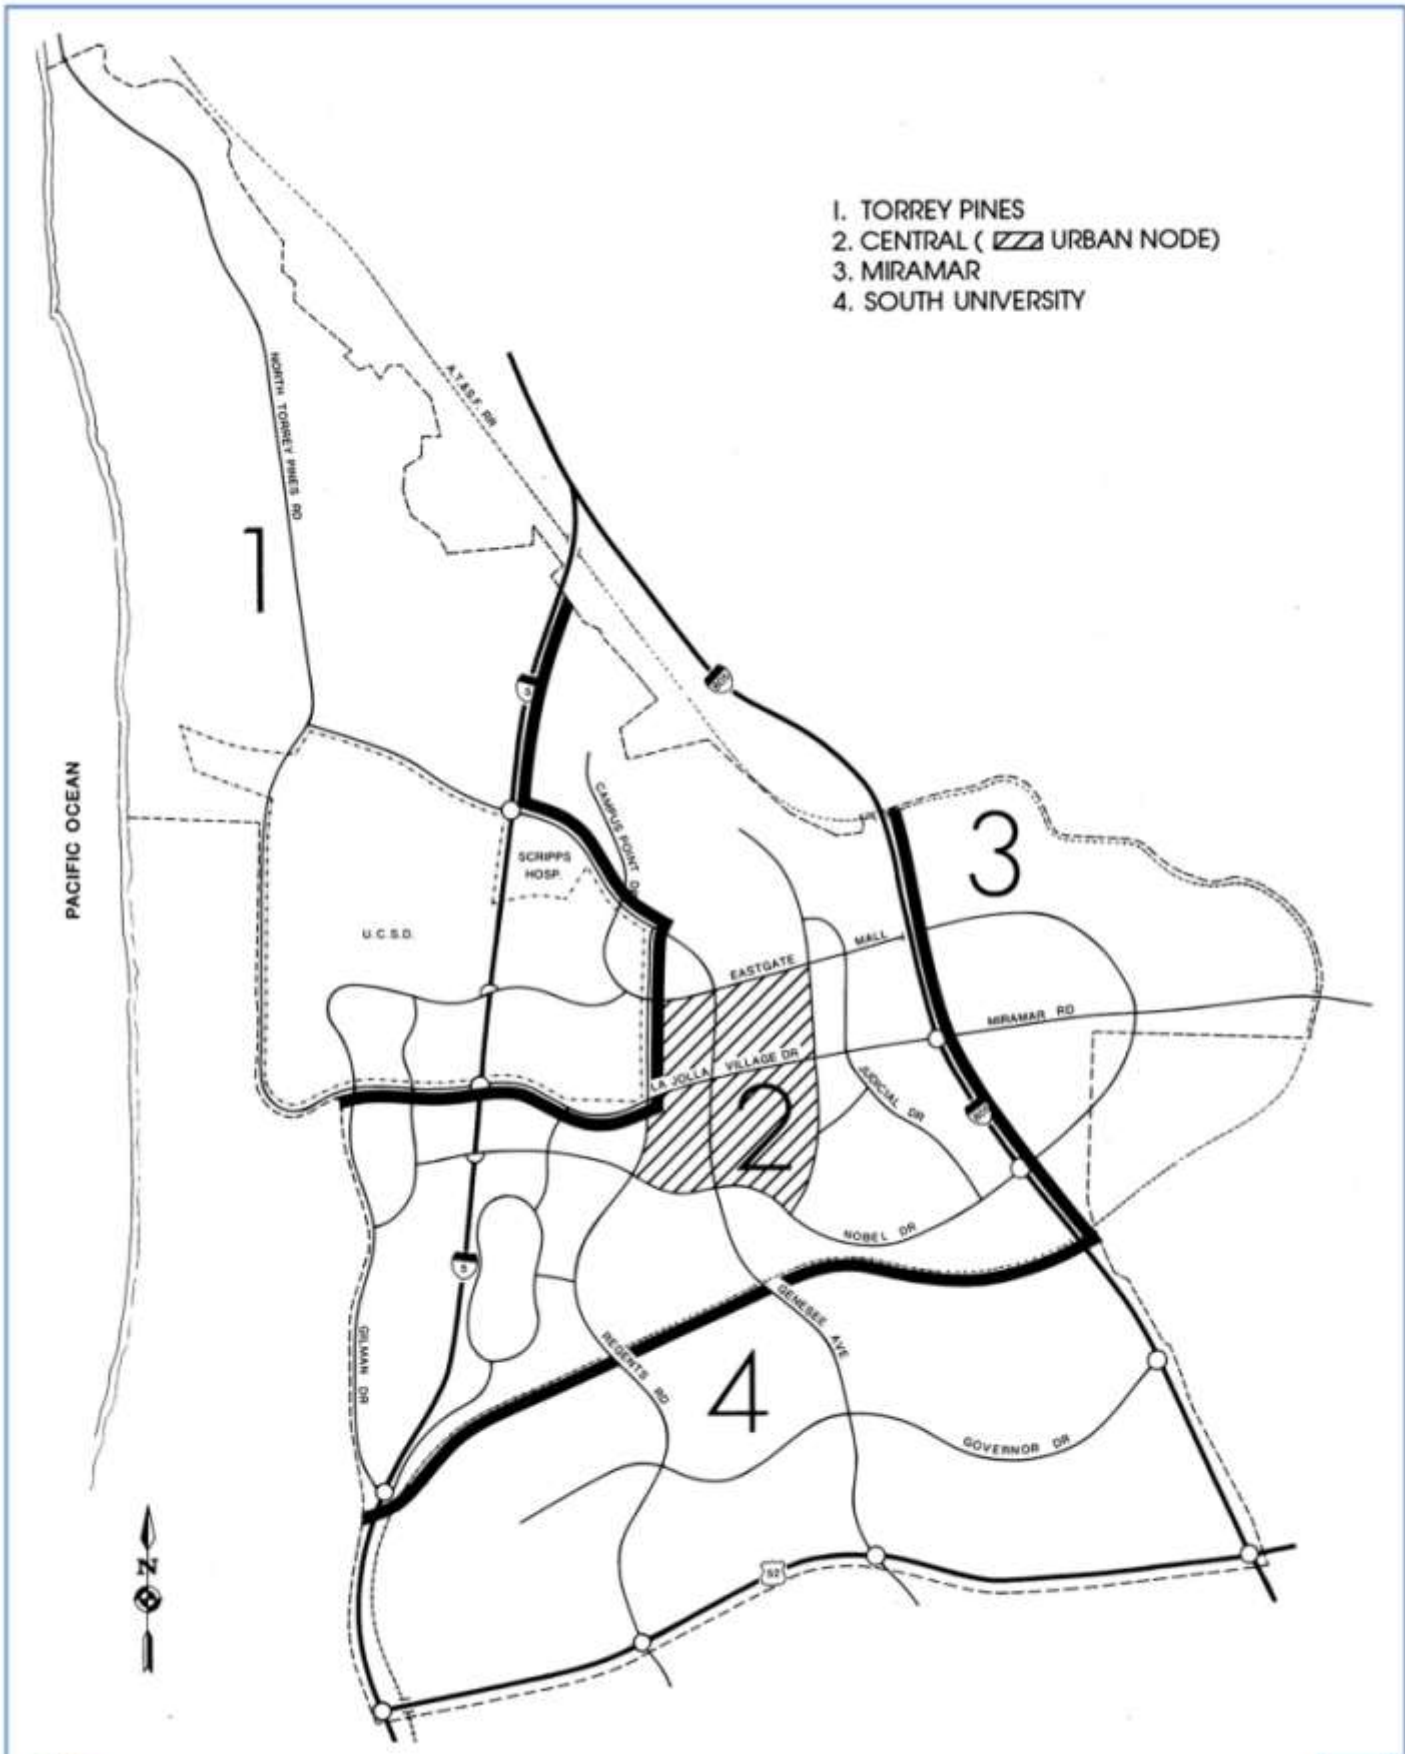 1. TORREY PINES
2. CENTRAL ( URBAN NODE)
3. MIRAMAR
4. SOUTH UNIVERSITY
A.T.&S.F. RR
NORTH TORREY PINES RD
1
5
805
PACIFIC OCEAN
CAMPUS POINT DR
3
SCRIPPS
HOSP.
U.C.S.D.
EASTGATE MALL
MIRAMAR RD
LA JOLLA VILLAGE DR
JUDICIAL DR
2
805
NOBEL DR
5
GENESEE AVE
GILMAN DR
REGENTS RD
4
GOVERNOR DR
52
N